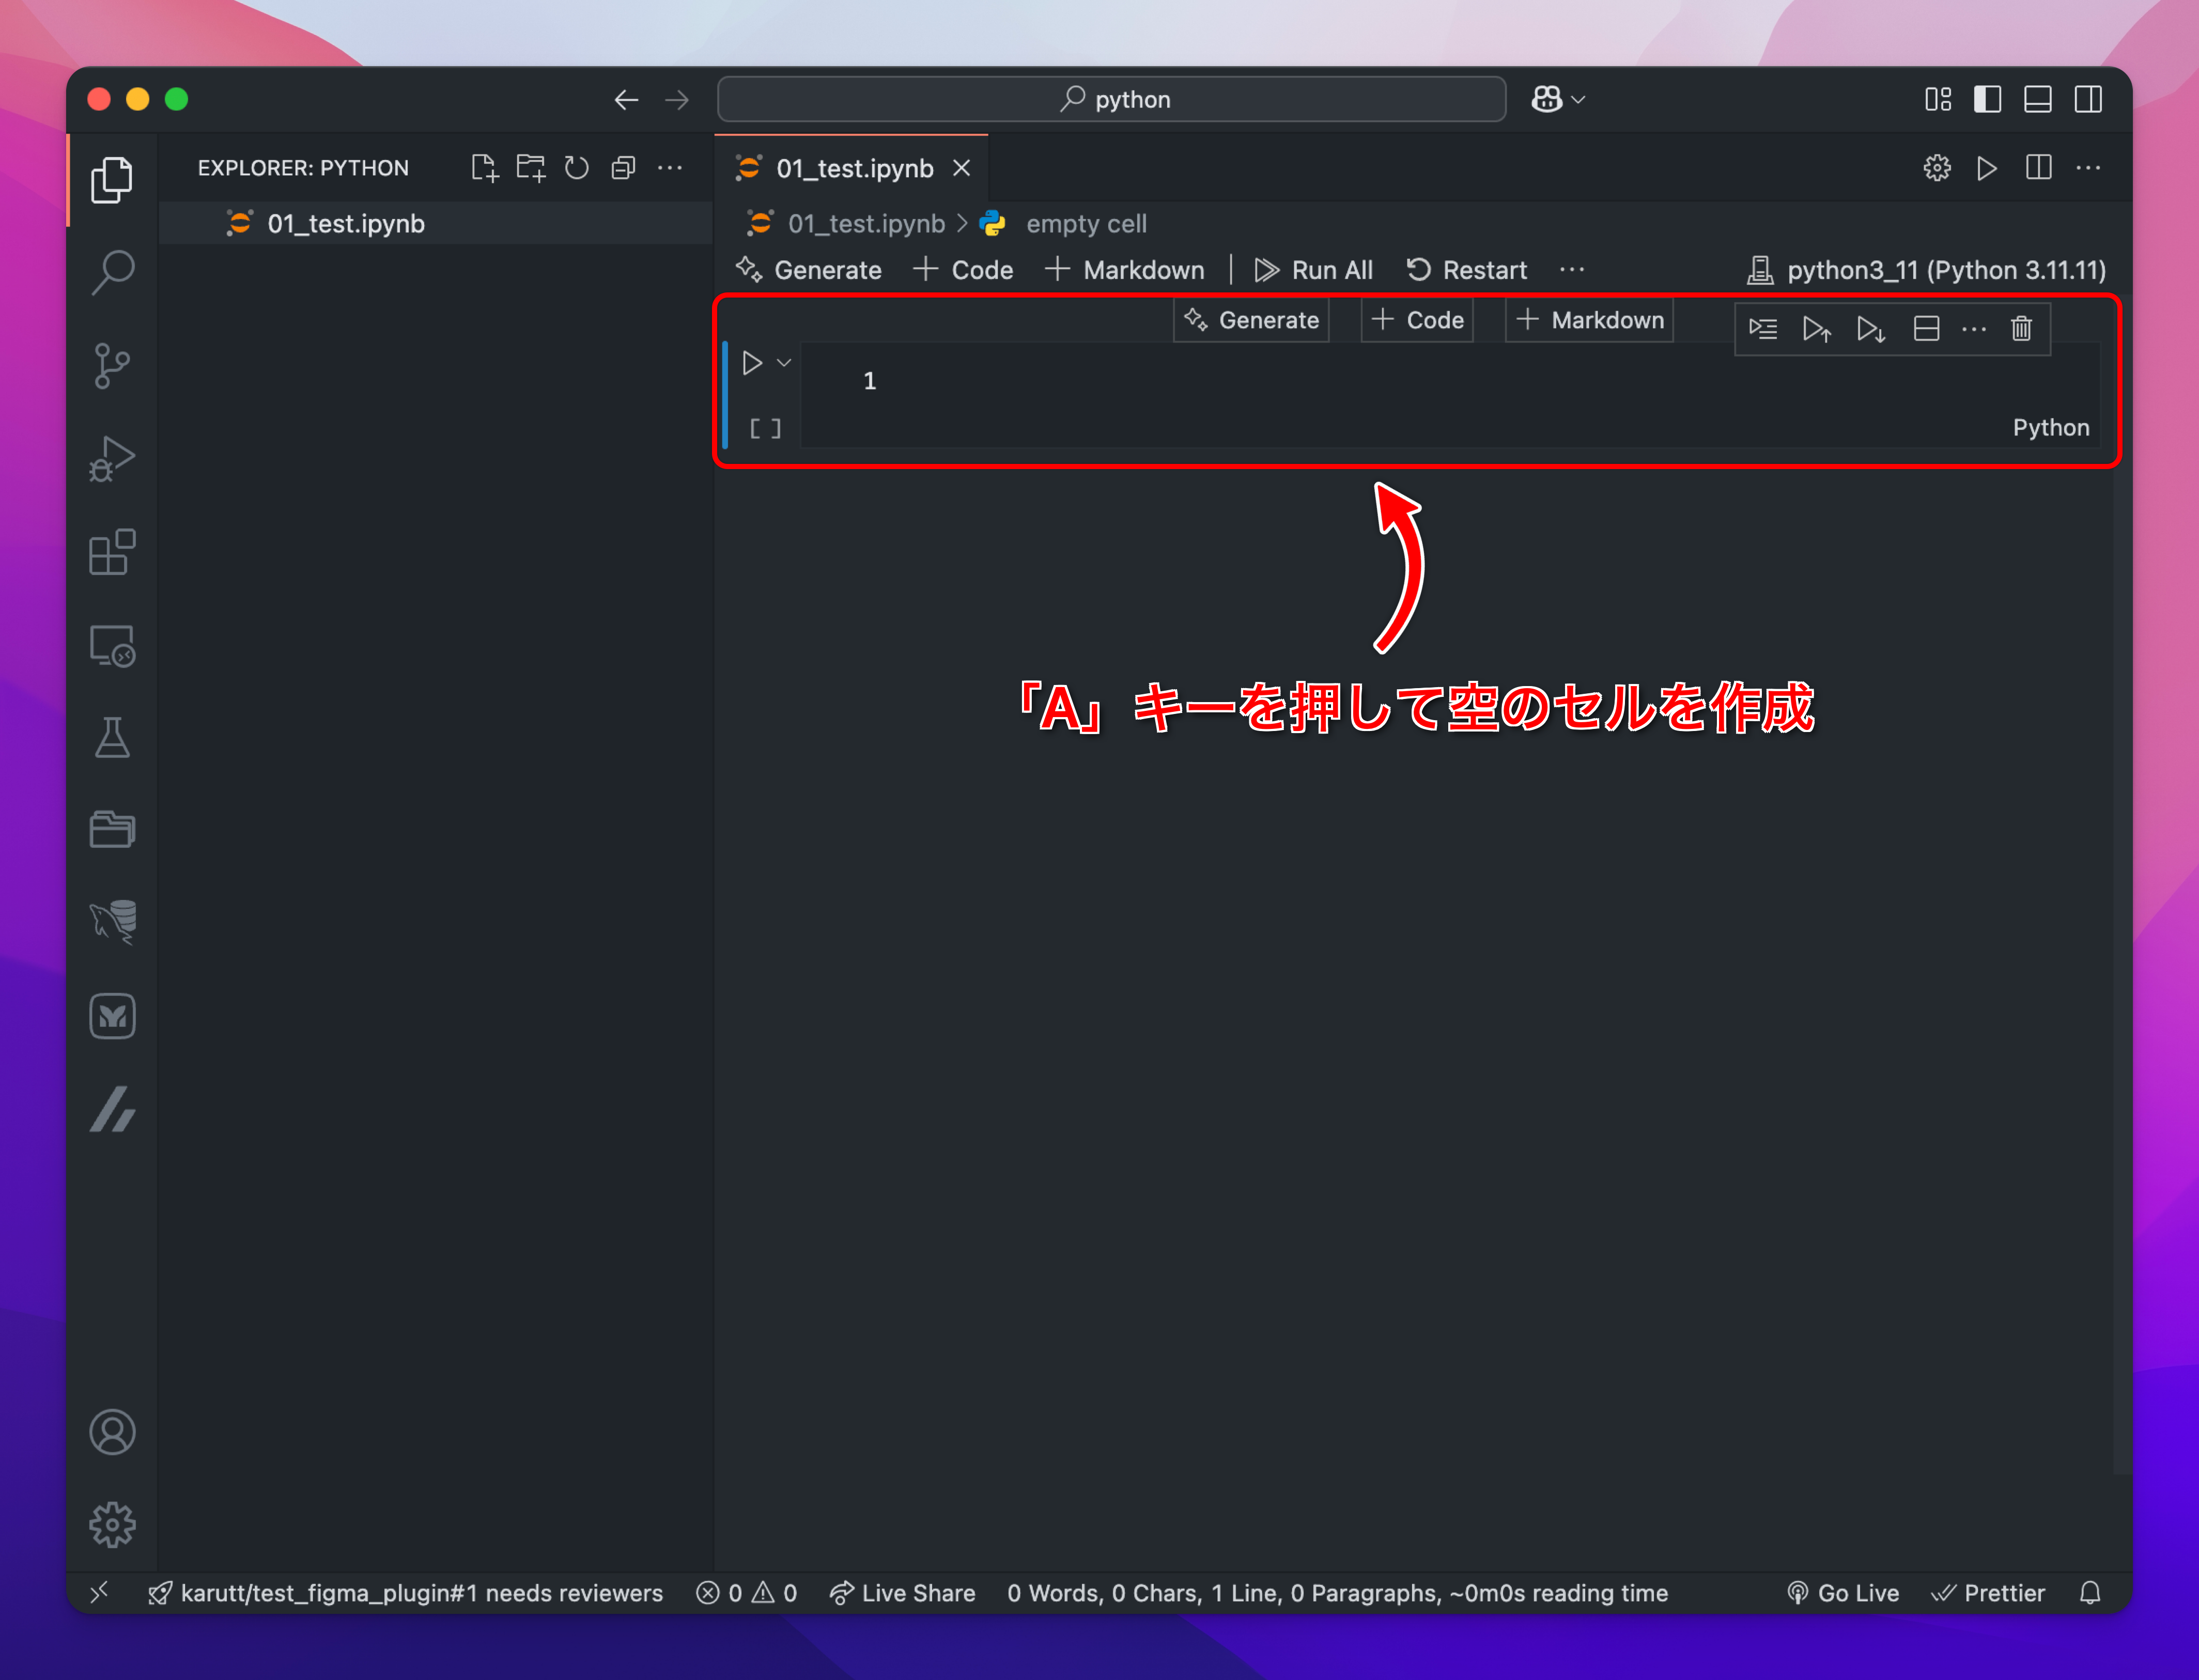 python
EXPLORER: PYTHON
01_test.ipynb
01_test.ipynb
01_test.ipynb
empty cell
Generate
Code
Markdown
Run All
Restart
python3_11 (Python 3.11.11)
Generate
Code
Markdown
1
[ ]
Python
「A」キーを押して空のセルを作成
karutt/test_figma_plugin#1 needs reviewers
0
0
Live Share
0 Words, 0 Chars, 1 Line, 0 Paragraphs, ~0m0s reading time
Go Live
Prettier